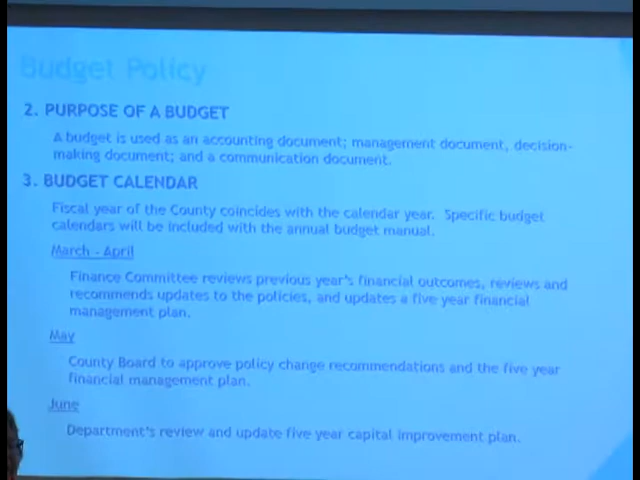 Budget Policy
2. PURPOSE OF A BUDGET
A budget is used as an accounting document; management document, decision-
making document; and a communication document.
3. BUDGET CALENDAR
Fiscal year of the County coincides with the calendar year. Specific budget
calendars will be included with the annual budget manual.
March - April
Finance Committee reviews previous year's financial outcomes, reviews and
recommends updates to the policies, and updates a five year financial
management plan.
May
County Board to approve policy change recommendations and the five year
financial management plan.
June
Department's review and update five year capital improvement plan.